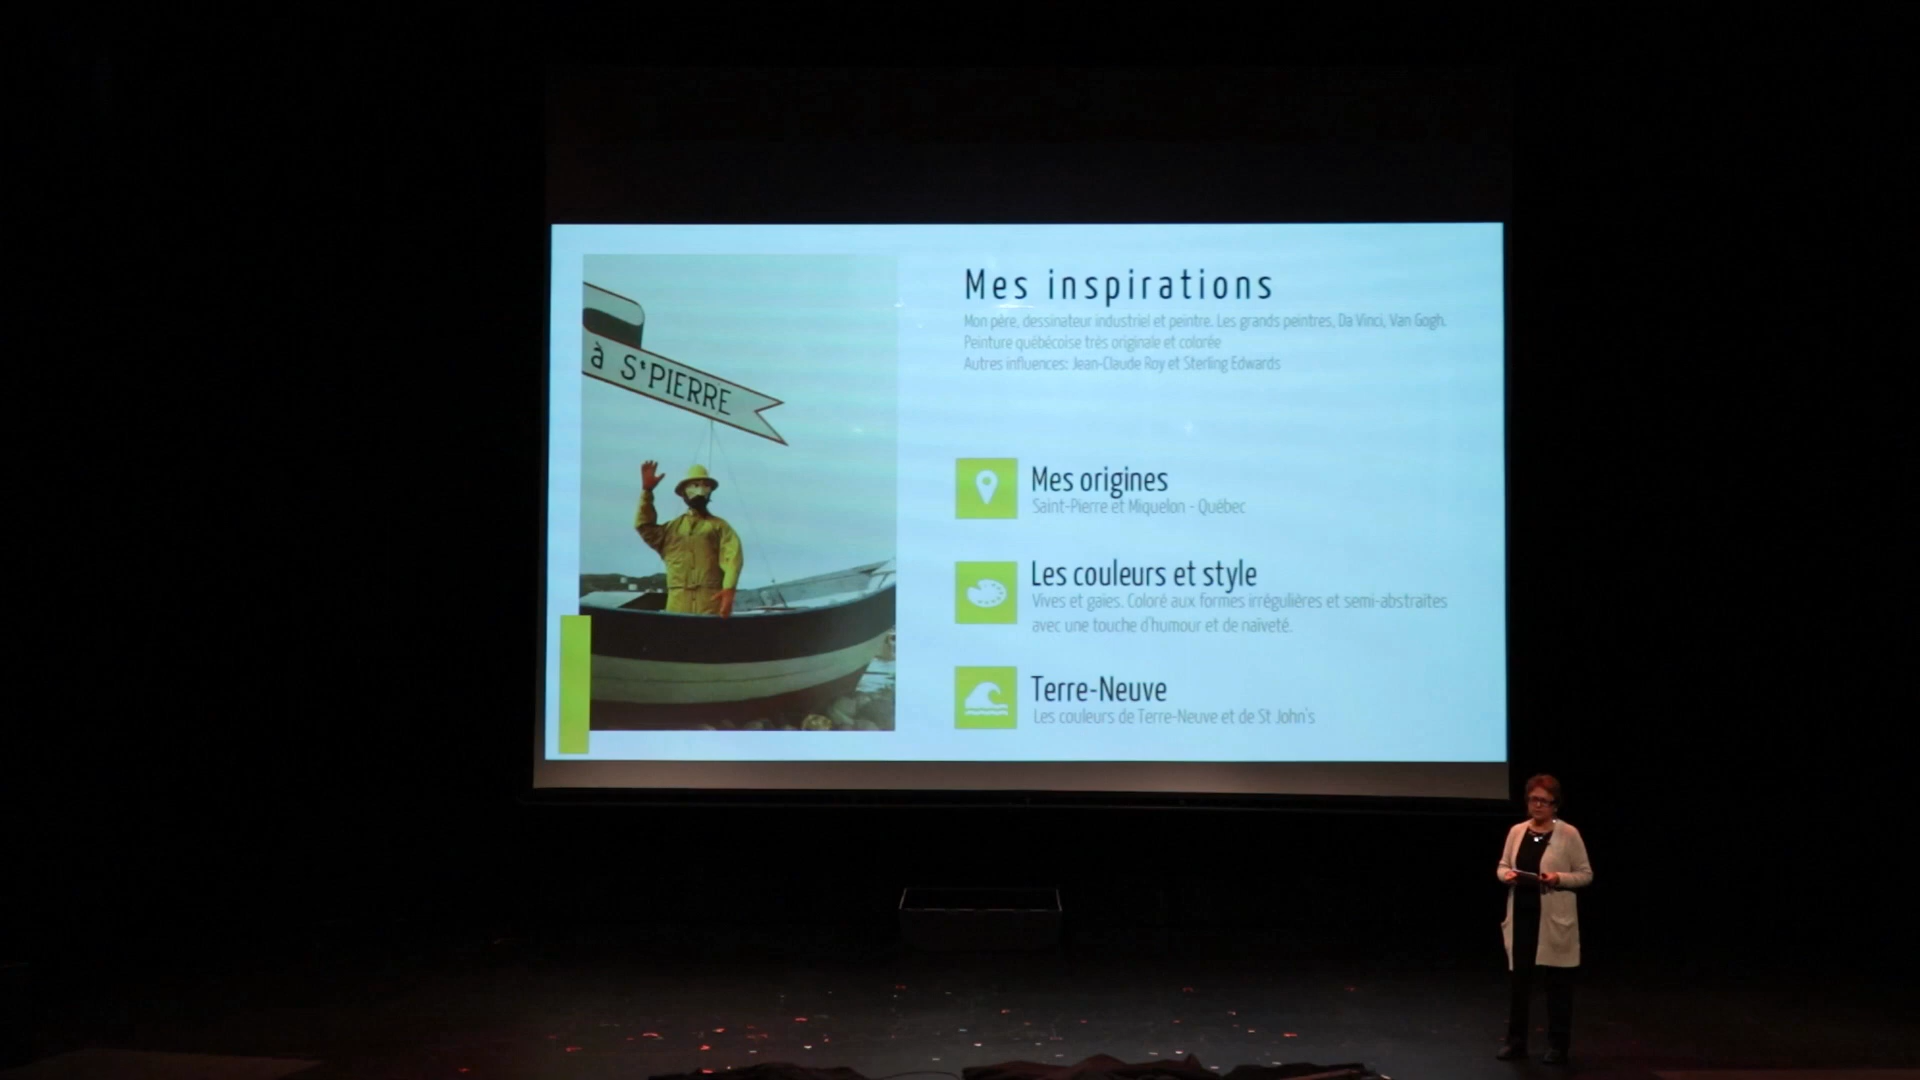 à St PIERRE
Mes inspirations
Mon père, dessinateur industriel et peintre. Les grands peintres, Da Vinci, Van Gogh.
Peinture québécoise très originale et colorée
Autres influences: Jean-Claude Roy et Sterling Edwards
Mes origines
Saint-Pierre et Miquelon - Québec
Les couleurs et style
Vives et gaies. Coloré aux formes irrégulières et semi-abstraites
avec une touche d'humour et de naïveté.
Terre-Neuve
Les couleurs de Terre-Neuve et de St John's